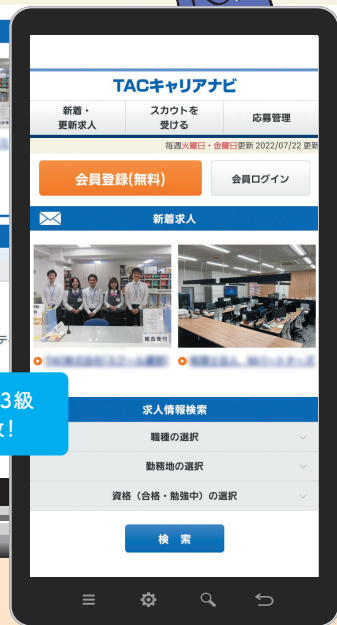 TACキャリアナビ
新着・
更新求人
スカウトを
受ける
応募管理
毎週火曜日・金曜日更新 2022/07/22 更新
会員登録(無料)
会員ログイン
新着求人
総合受付
求人情報検索
職種の選択
勤務地の選択
資格（合格・勉強中）の選択
検 索
3級
!